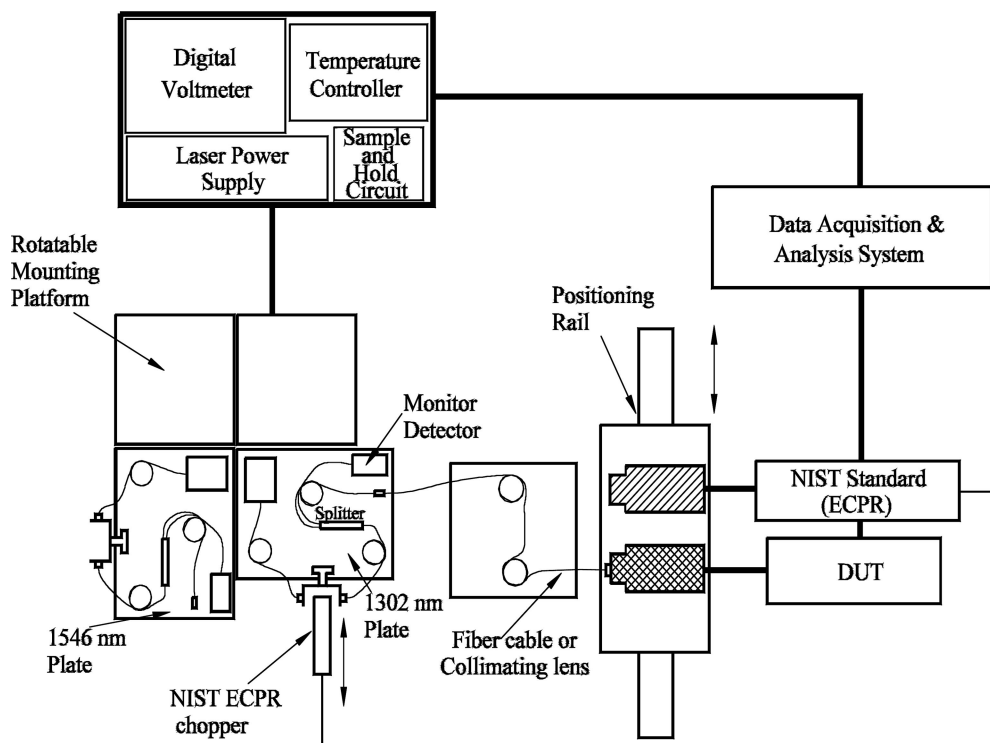 Digital
Voltmeter
Temperature
Controller
Laser Power
Supply
Sample
and
Hold
Circuit
Data Acquisition &
Analysis System
Rotatable
Mounting
Platform
Positioning
Rail
Monitor
Detector
Splitter
NIST Standard
(ECPR)
DUT
1302 nm
Plate
1546 nm
Plate
Fiber cable or
Collimating lens
NIST ECPR
chopper